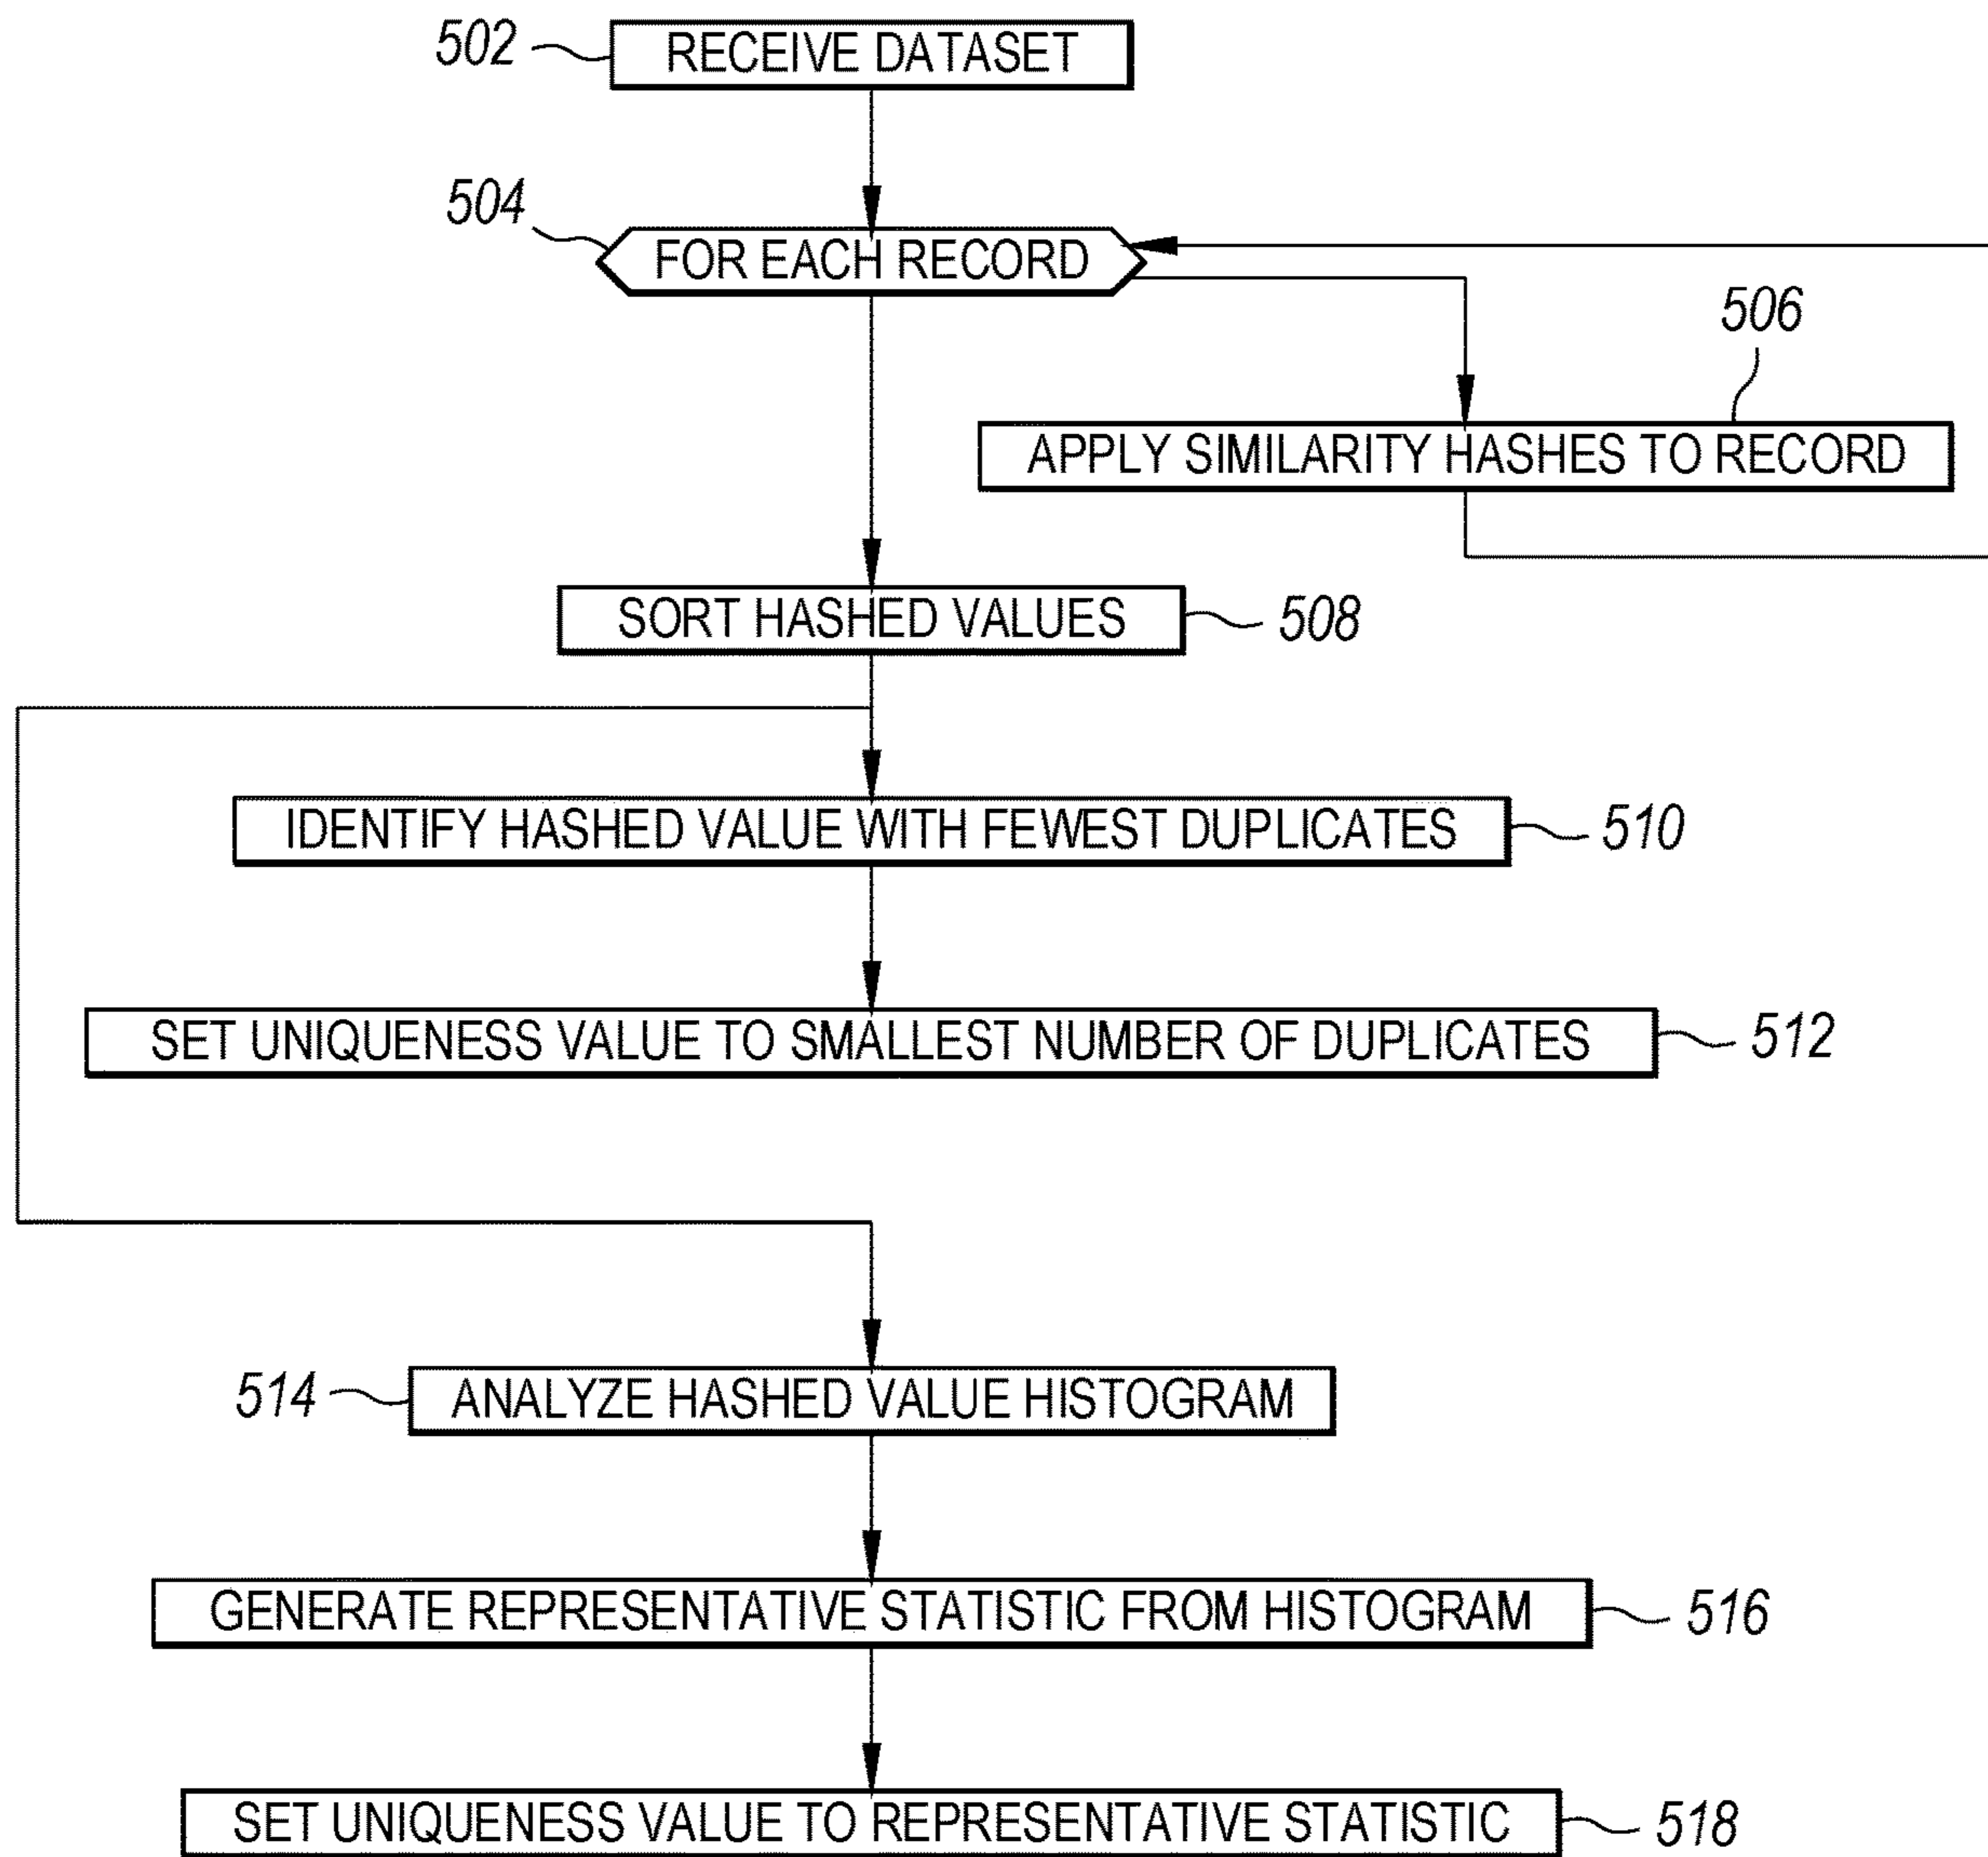 502
RECEIVE DATASET
504
FOR EACH RECORD
506
APPLY SIMILARITY HASHES TO RECORD
SORT HASHED VALUES
508
IDENTIFY HASHED VALUE WITH FEWEST DUPLICATES
510
SET UNIQUENESS VALUE TO SMALLEST NUMBER OF DUPLICATES
512
514
ANALYZE HASHED VALUE HISTOGRAM
GENERATE REPRESENTATIVE STATISTIC FROM HISTOGRAM
516
SET UNIQUENESS VALUE TO REPRESENTATIVE STATISTIC
518